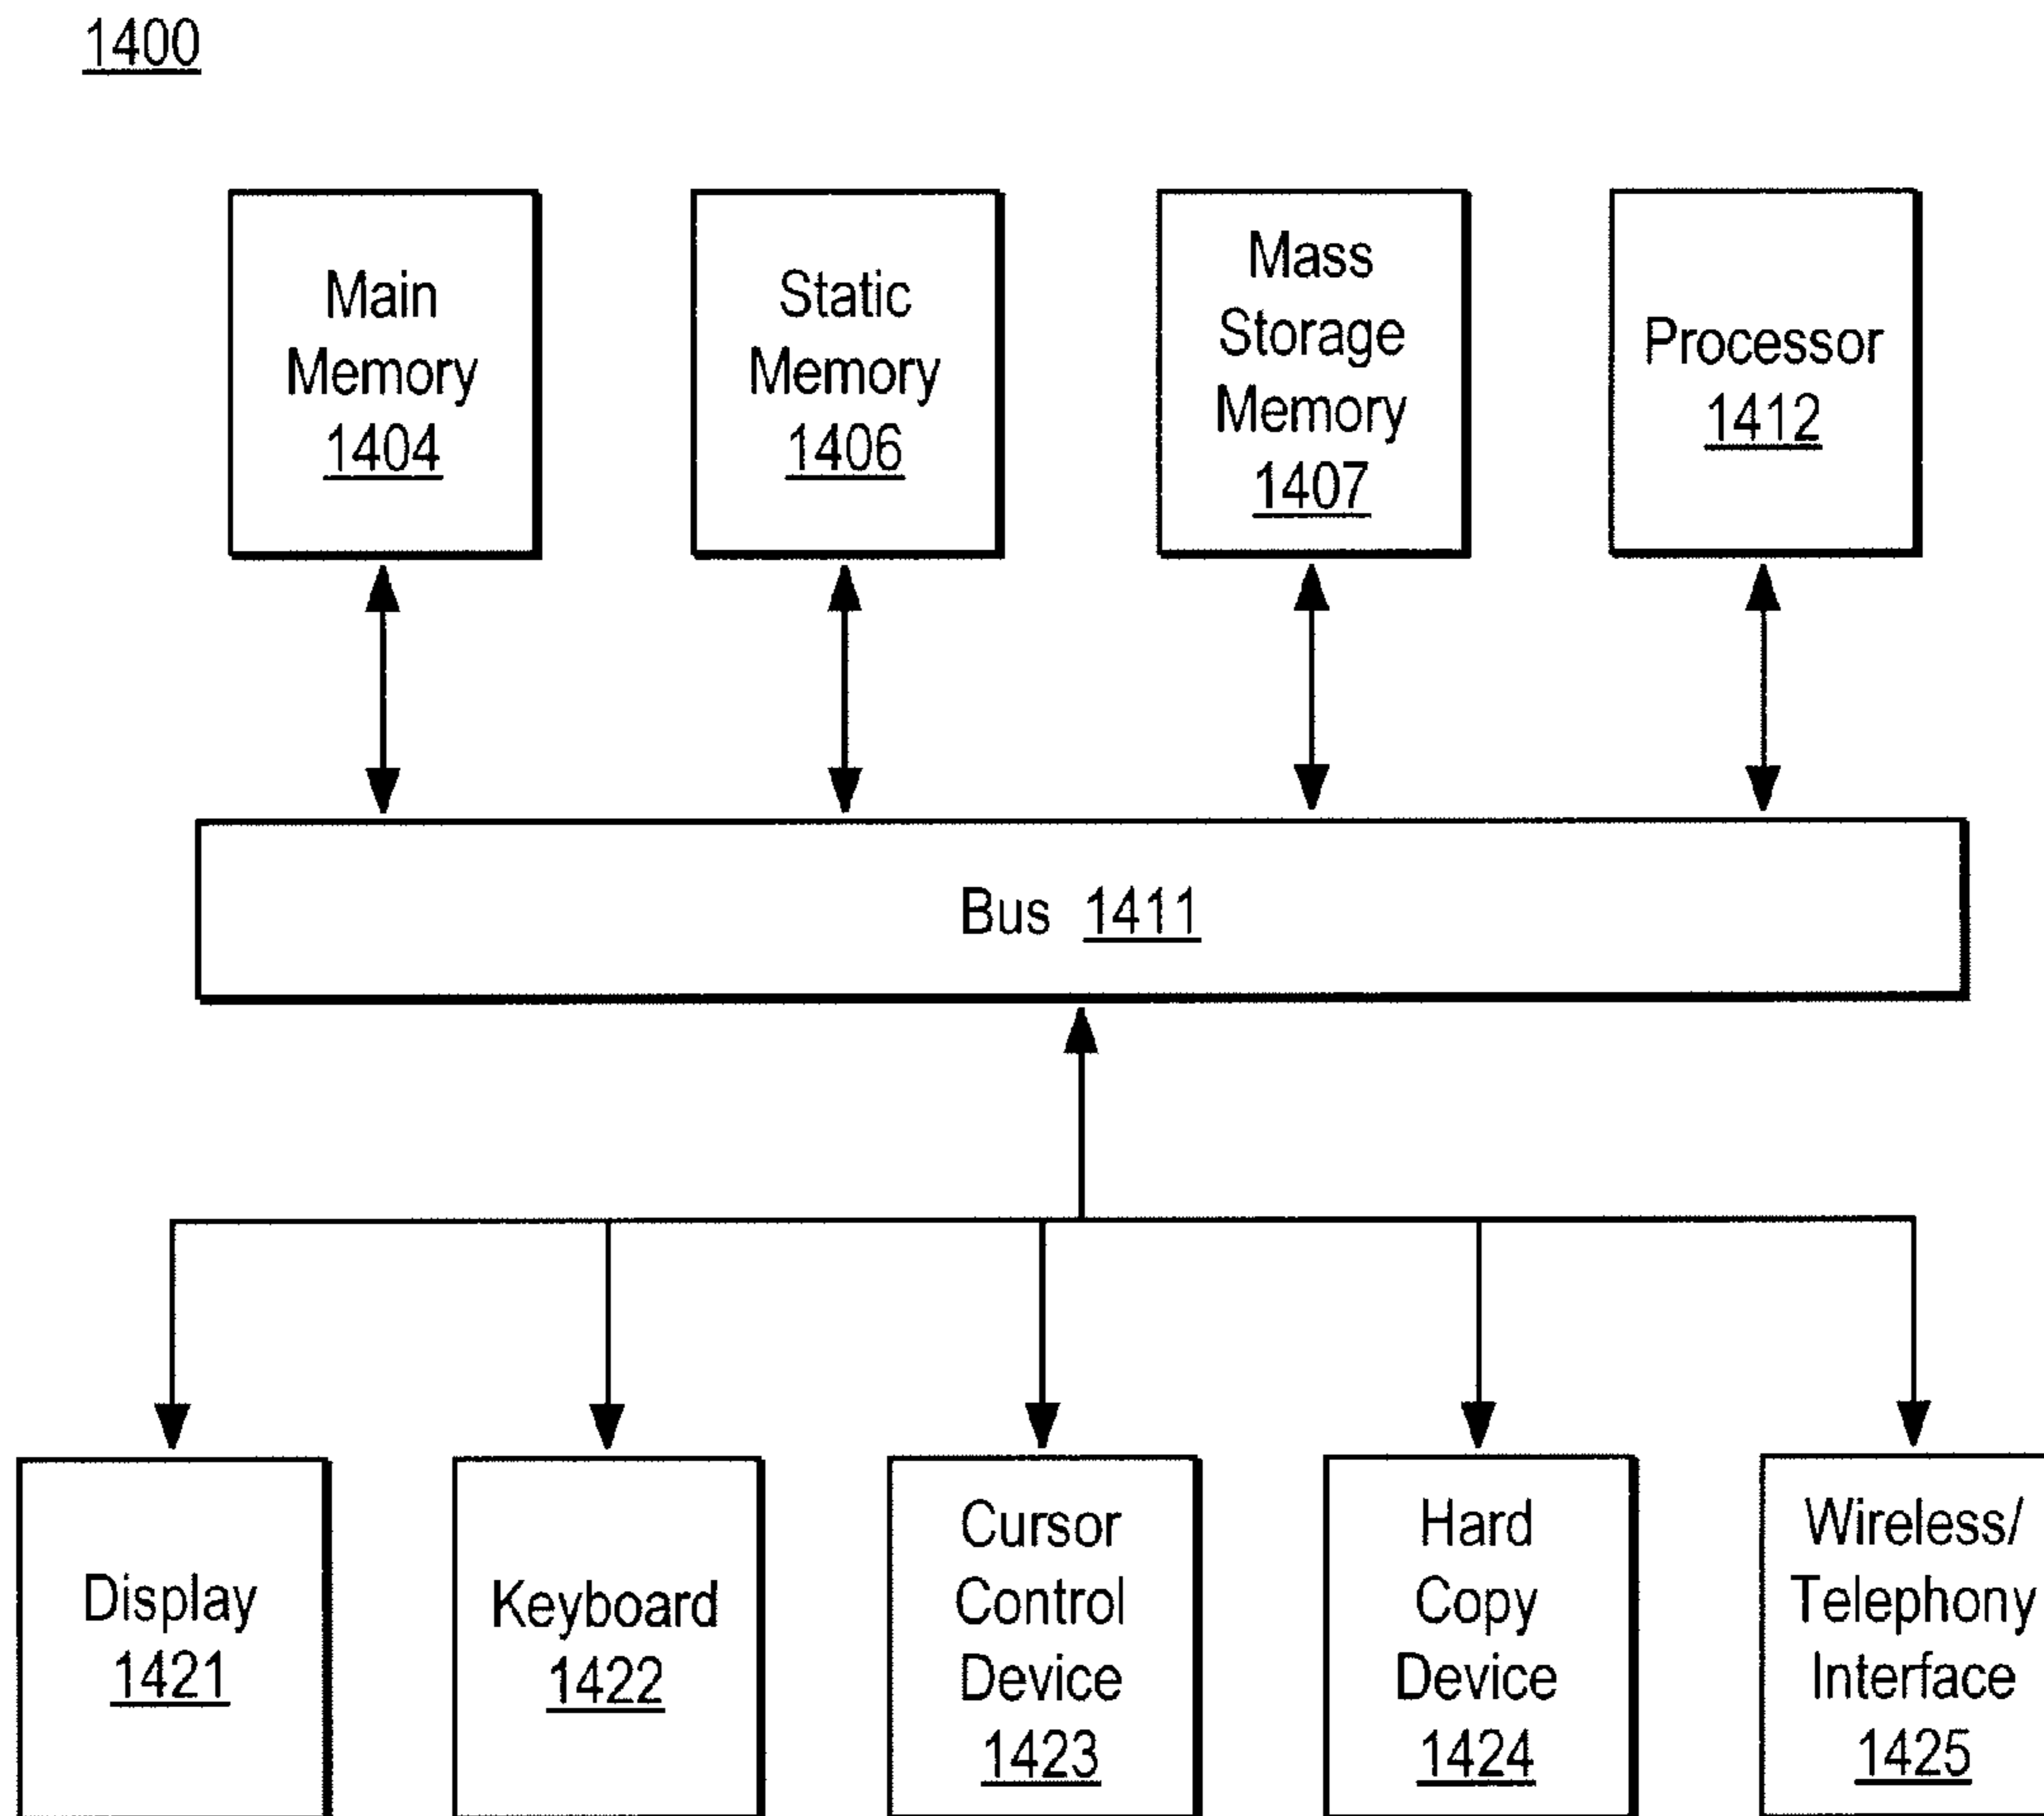 1400
Main
Memory
1404
Static
Memory
1406
Mass
Storage
Memory
1407
Processor
1412
Bus 1411
Display
1421
Keyboard
1422
Cursor
Control
Device
1423
Hard
Copy
Device
1424
Wireless/
Telephony
Interface
1425